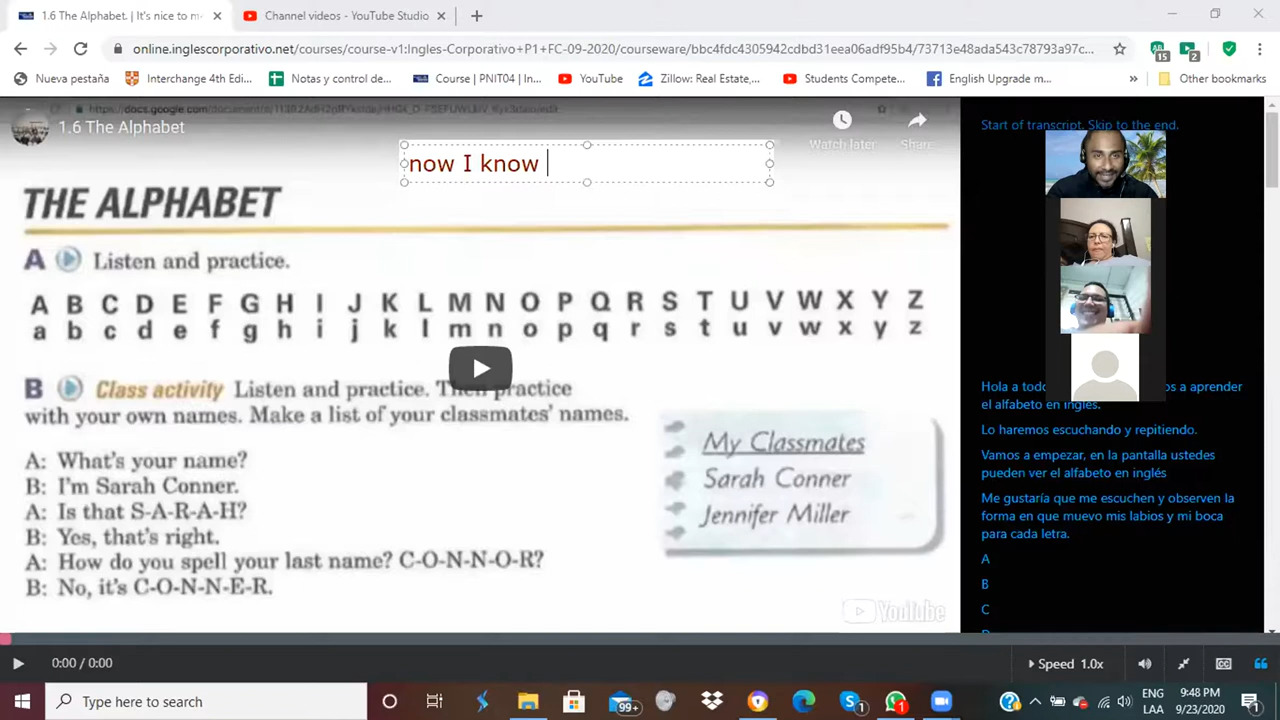 1.6 The Alphabet. | It's nice to m
Channel videos - YouTube Studio
online.inglescorporativo.net/courses/course-v1:Ingles-Corporativo+P1+FC-09-2020/courseware/bbc4fdc4305942cdbd31eea06adf95b4/73713e48ada543c78793a97c...
15
2
Nueva pestaña
Interchange 4th Edi...
Notas y control de...
Course | PNIT04 | In...
YouTube
Zillow: Real Estate,...
Students Compete...
English Upgrade m...
»
Other bookmarks
1.6 The Alphabet
Watch later
Share
now I know
THE ALPHABET
A Listen and practice.
A B C D E F G H I J K L M N O P Q R S T U V W X Y Z
a b c d e f g h i j k l m n o p q r s t u v w x y z
B Class activity Listen and practice. Then practice
with your own names. Make a list of your classmates' names.
A: What's your name?
B: I'm Sarah Conner.
A: Is that S-A-R-A-H?
B: Yes, that's right.
A: How do you spell your last name? C-O-N-N-O-R?
B: No, it's C-O-N-N-E-R.
My Classmates
Sarah Conner
Jennifer Miller
YouTube
Start of transcript. Skip to the end.
Hola a tod os a aprender
el alfabeto en inglés.
Lo haremos escuchando y repitiendo.
Vamos a empezar, en la pantalla ustedes
pueden ver el alfabeto en inglés
Me gustaría que me escuchen y observen la
forma en que muevo mis labios y mi boca
para cada letra.
A
B
C
0:00 / 0:00
Speed 1.0x
Type here to search
99+
1
1
ENG
LAA
9:48 PM
9/23/2020
1